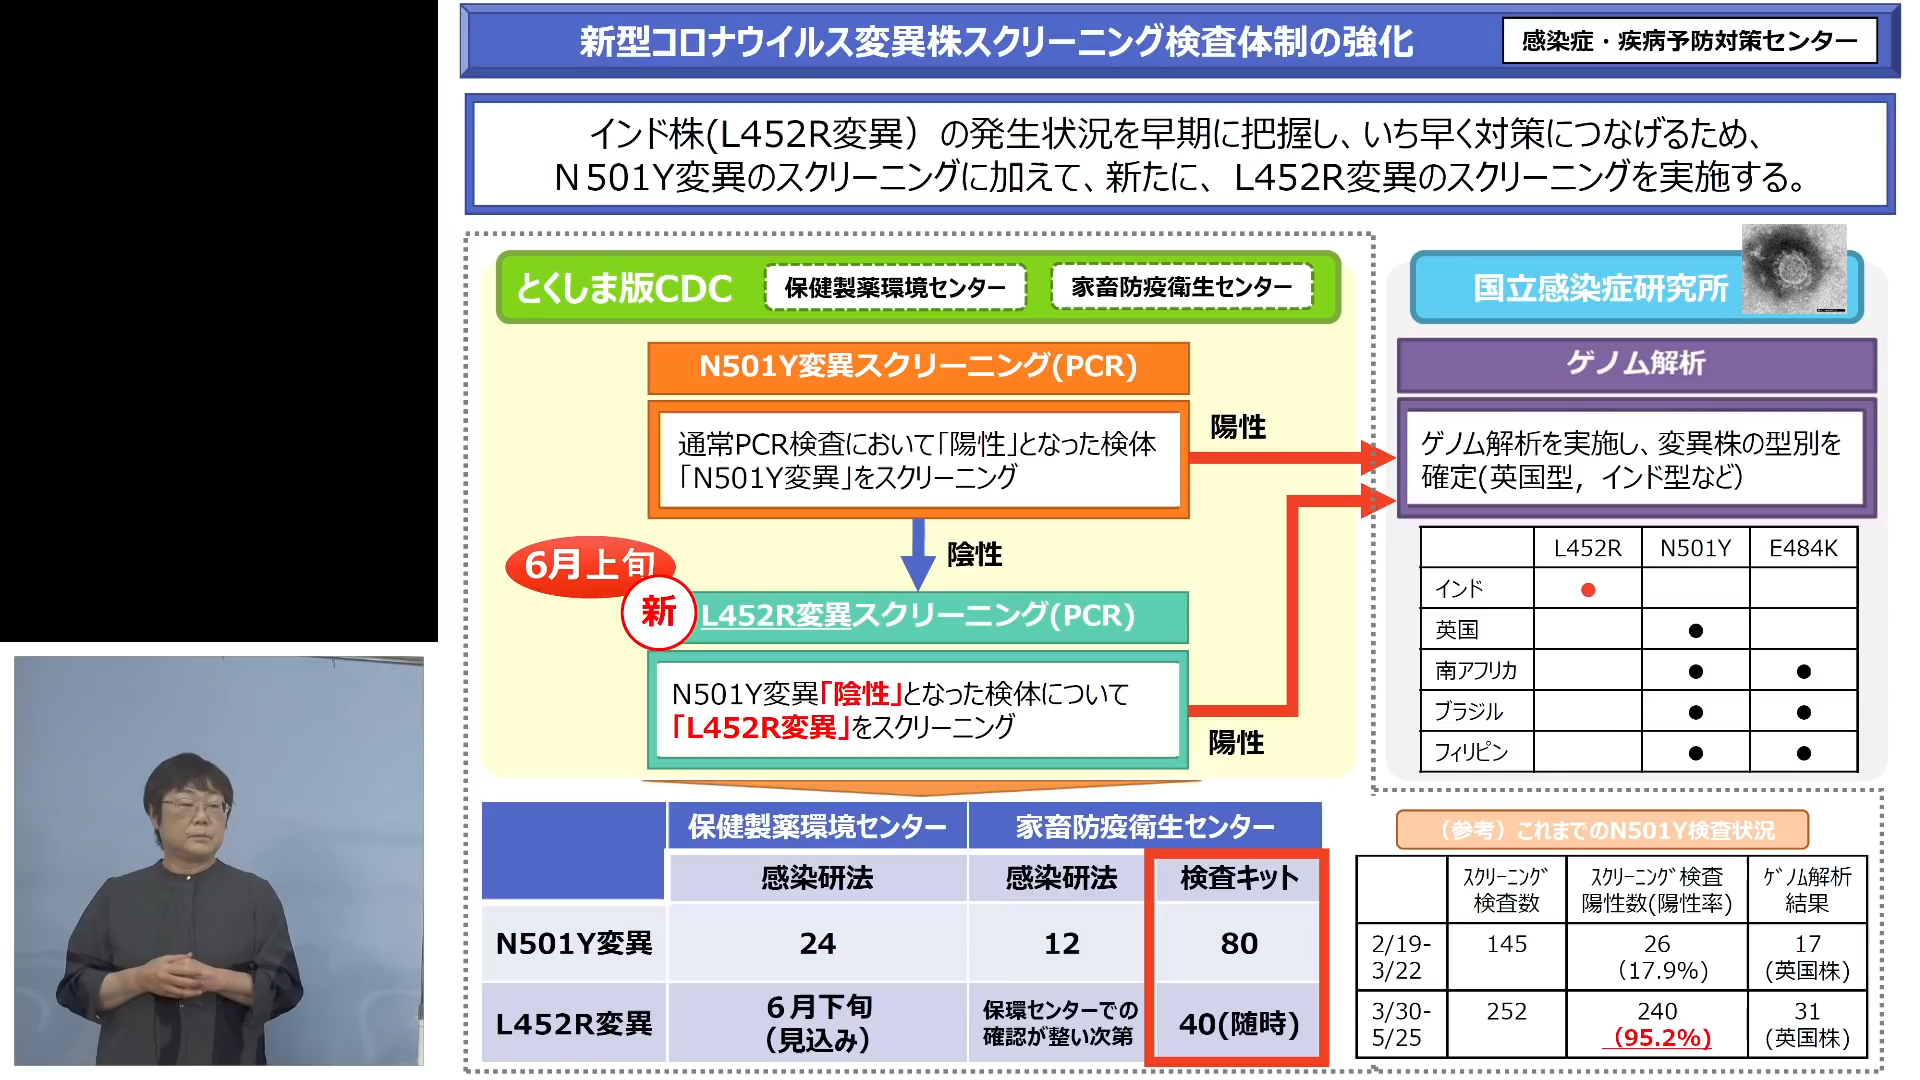 新型コロナウイルス変異株スクリーニング検査体制の強化
感染症・疾病予防対策センター
インド株(L452R変異）の発生状況を早期に把握し、いち早く対策につなげるため、
Ｎ501Y変異のスクリーニングに加えて、新たに、L452R変異のスクリーニングを実施する。
とくしま版CDC
保健製薬環境センター
家畜防疫衛生センター
N501Y変異スクリーニング(PCR)
通常PCR検査において「陽性」となった検体
「N501Y変異」をスクリーニング
陽性
陰性
6月上旬
新
L452R変異スクリーニング(PCR)
N501Y変異「陰性」となった検体について
「L452R変異」をスクリーニング
陽性
国立感染症研究所
ゲノム解析
ゲノム解析を実施し、変異株の型別を
確定(英国型，インド型など）
L452R N501Y E484K
インド ●
英国 ●
南アフリカ ● ●
ブラジル ● ●
フィリピン ● ●
保健製薬環境センター 家畜防疫衛生センター
感染研法 感染研法 検査キット
N501Y変異 24 12 80
L452R変異
６月下旬
（見込み）
保環センターでの
確認が整い次第
40(随時)
（参考）これまでのN501Y検査状況
ｽｸﾘｰﾆﾝｸﾞ
検査数
ｽｸﾘｰﾆﾝｸﾞ検査
陽性数(陽性率)
ｹﾞﾉﾑ解析
結果
2/19-
3/22
145
26
（17.9%）
17
(英国株)
3/30-
5/25
252
240
（95.2%）
31
(英国株)